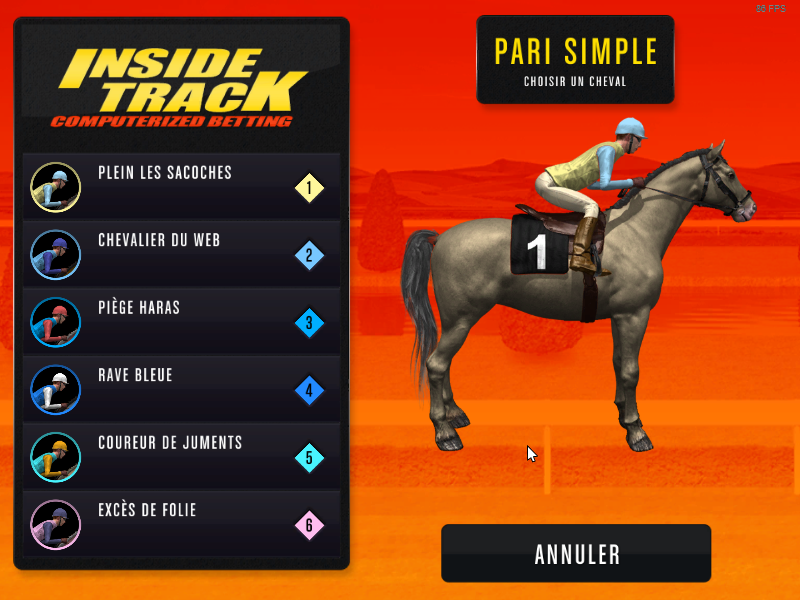 36 FPS
INSIDE
TRACK
COMPUTERIZED BETTING
PLEIN LES SACOCHES
1
CHEVALIER DU WEB
2
PIÈGE HARAS
3
RAVE BLEUE
4
COUREUR DE JUMENTS
5
EXCÈS DE FOLIE
6
PARI SIMPLE
CHOISIR UN CHEVAL
1
ANNULER